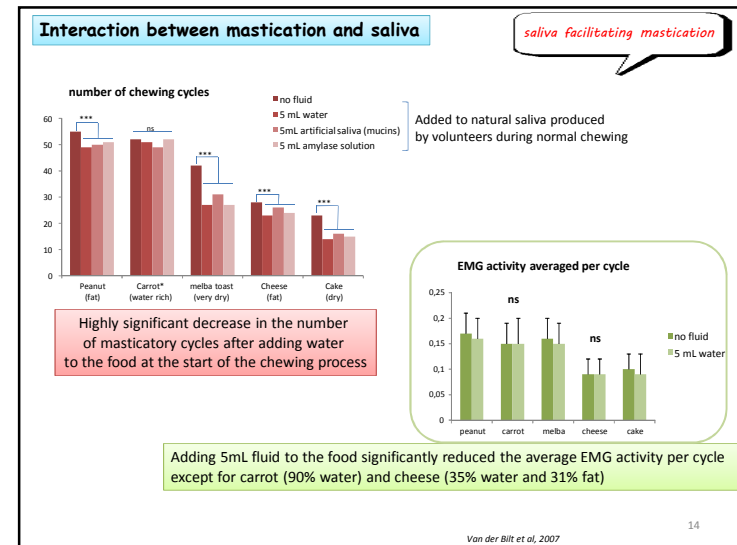 Interaction between mastication and saliva
saliva facilitating mastication
number of chewing cycles
no fluid
5 mL water
5mL artificial saliva (mucins)
5 mL amylase solution
Added to natural saliva produced
by volunteers during normal chewing
60
50
40
30
20
10
0
***
ns
***
***
***
Peanut
(fat)
Carrot*
(water rich)
melba toast
(very dry)
Cheese
(fat)
Cake
(dry)
Highly significant decrease in the number
of masticatory cycles after adding water
to the food at the start of the chewing process
EMG activity averaged per cycle
0,25
0,2
0,15
0,1
0,05
0
ns
ns
no fluid
5 mL water
peanut
carrot
melba
cheese
cake
Adding 5mL fluid to the food significantly reduced the average EMG activity per cycle
except for carrot (90% water) and cheese (35% water and 31% fat)
14
Van der Bilt et al, 2007